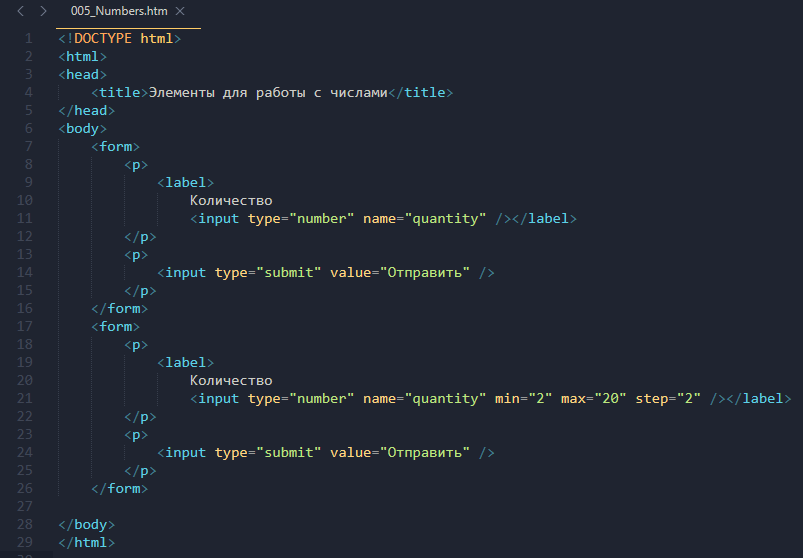 005_Numbers.htm
1 <!DOCTYPE html>
2 <html>
3 <head>
4     <title>Элементы для работы с числами</title>
5 </head>
6 <body>
7     <form>
8         <p>
9             <label>
10                 Количество
11                 <input type="number" name="quantity" /></label>
12         </p>
13         <p>
14             <input type="submit" value="Отправить" />
15         </p>
16     </form>
17     <form>
18         <p>
19             <label>
20                 Количество
21                 <input type="number" name="quantity" min="2" max="20" step="2" /></label>
22         </p>
23         <p>
24             <input type="submit" value="Отправить" />
25         </p>
26     </form>
27
28 </body>
29 </html>